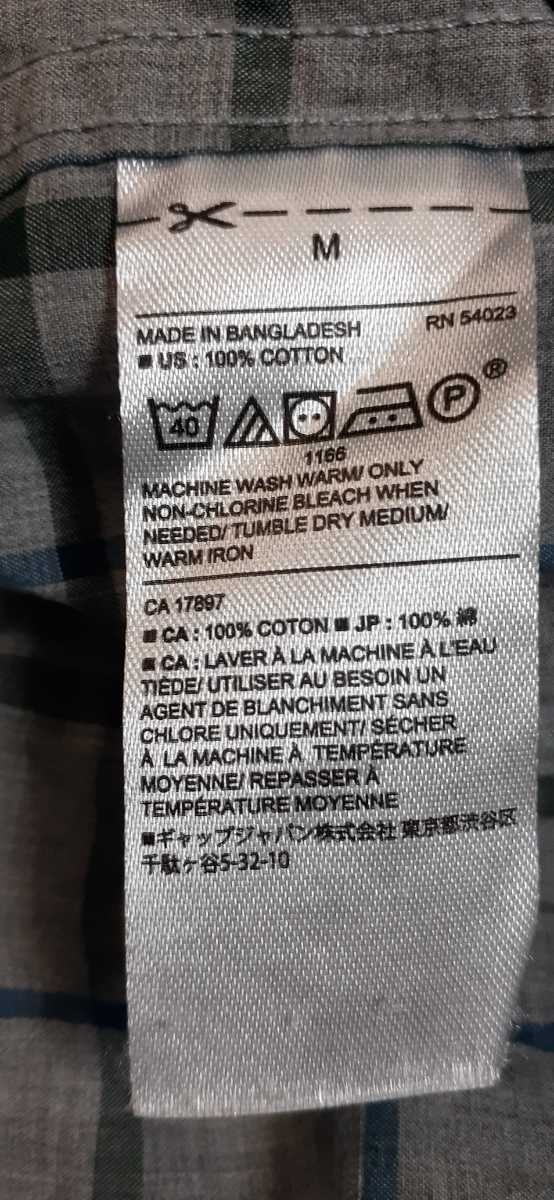 M
MADE IN BANGLADESH RN 54023
■ US : 100% COTTON
40 P ®
1166
MACHINE WASH WARM/ ONLY
NON-CHLORINE BLEACH WHEN
NEEDED/ TUMBLE DRY MEDIUM/
WARM IRON
CA 17897
■ CA : 100% COTON ■ JP : 100% 綿
■ CA : LAVER À LA MACHINE À L'EAU
TIÈDE/ UTILISER AU BESOIN UN
AGENT DE BLANCHIMENT SANS
CHLORE UNIQUEMENT/ SÉCHER
À LA MACHINE À TEMPÉRATURE
MOYENNE/ REPASSER À
TEMPÉRATURE MOYENNE
■ギャップジャパン株式会社 東京都渋谷区
千駄ヶ谷5-32-10